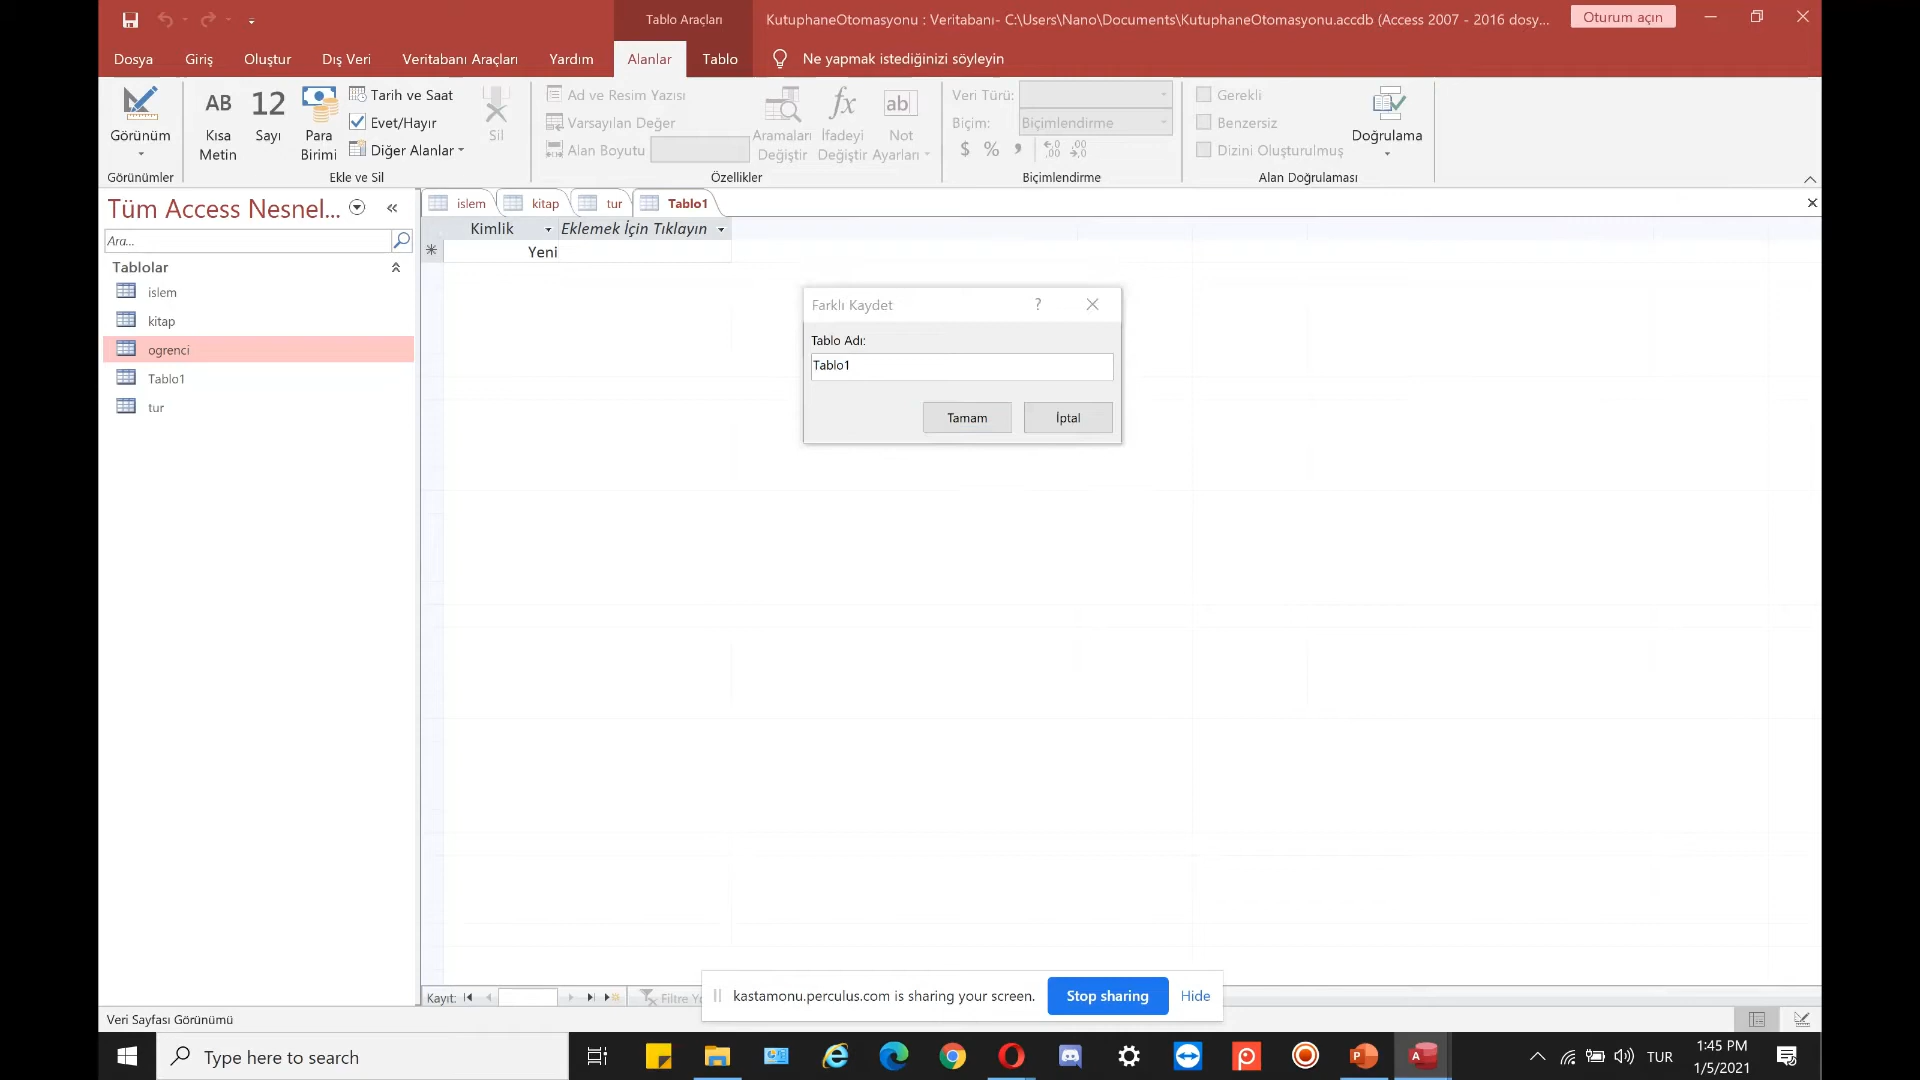 Tablo Araçları
KutuphaneOtomasyonu : Veritabanı- C:\Users\Nano\Documents\KutuphaneOtomasyonu.accdb (Access 2007 - 2016 dosy...
Oturum açın
Dosya Giriş Oluştur Dış Veri Veritabanı Araçları Yardım Alanlar Tablo Ne yapmak istediğinizi söyleyin
Görünüm
Görünümler
AB
Kısa
Metin
12
Sayı
Para
Birimi
Tarih ve Saat
Evet/Hayır
Diğer Alanlar
Sil
Ekle ve Sil
Ad ve Resim Yazısı
Varsayılan Değer
Alan Boyutu
Aramaları
Değiştir
fx
İfadeyi
Değiştir
ab
Not
Ayarları
Özellikler
Veri Türü:
Biçim: Biçimlendirme
$ % , ,00 ,0
Biçimlendirme
Gerekli
Benzersiz
Dizini Oluşturulmuş
Doğrulama
Alan Doğrulaması
Tüm Access Nesnel...
Ara...
Tablolar
islem
kitap
ogrenci
Tablo1
tur
islem kitap tur Tablo1
Kimlik Eklemek İçin Tıklayın
Yeni
Farklı Kaydet ?
Tablo Adı:
Tablo1
Tamam İptal
Kayıt:
Filtre
kastamonu.perculus.com is sharing your screen. Stop sharing Hide
Veri Sayfası Görünümü
Type here to search
TUR
1:45 PM
1/5/2021